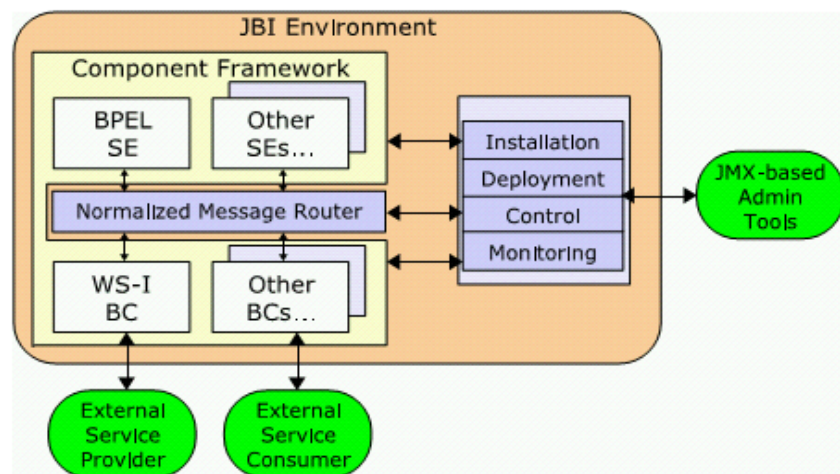 JBI Environment
Component Framework
BPEL
SE
Other
SEs...
Normalized Message Router
WS-I
BC
Other
BCs...
Installation
Deployment
Control
Monitoring
JMX-based
Admin
Tools
External
Service
Provider
External
Service
Consumer